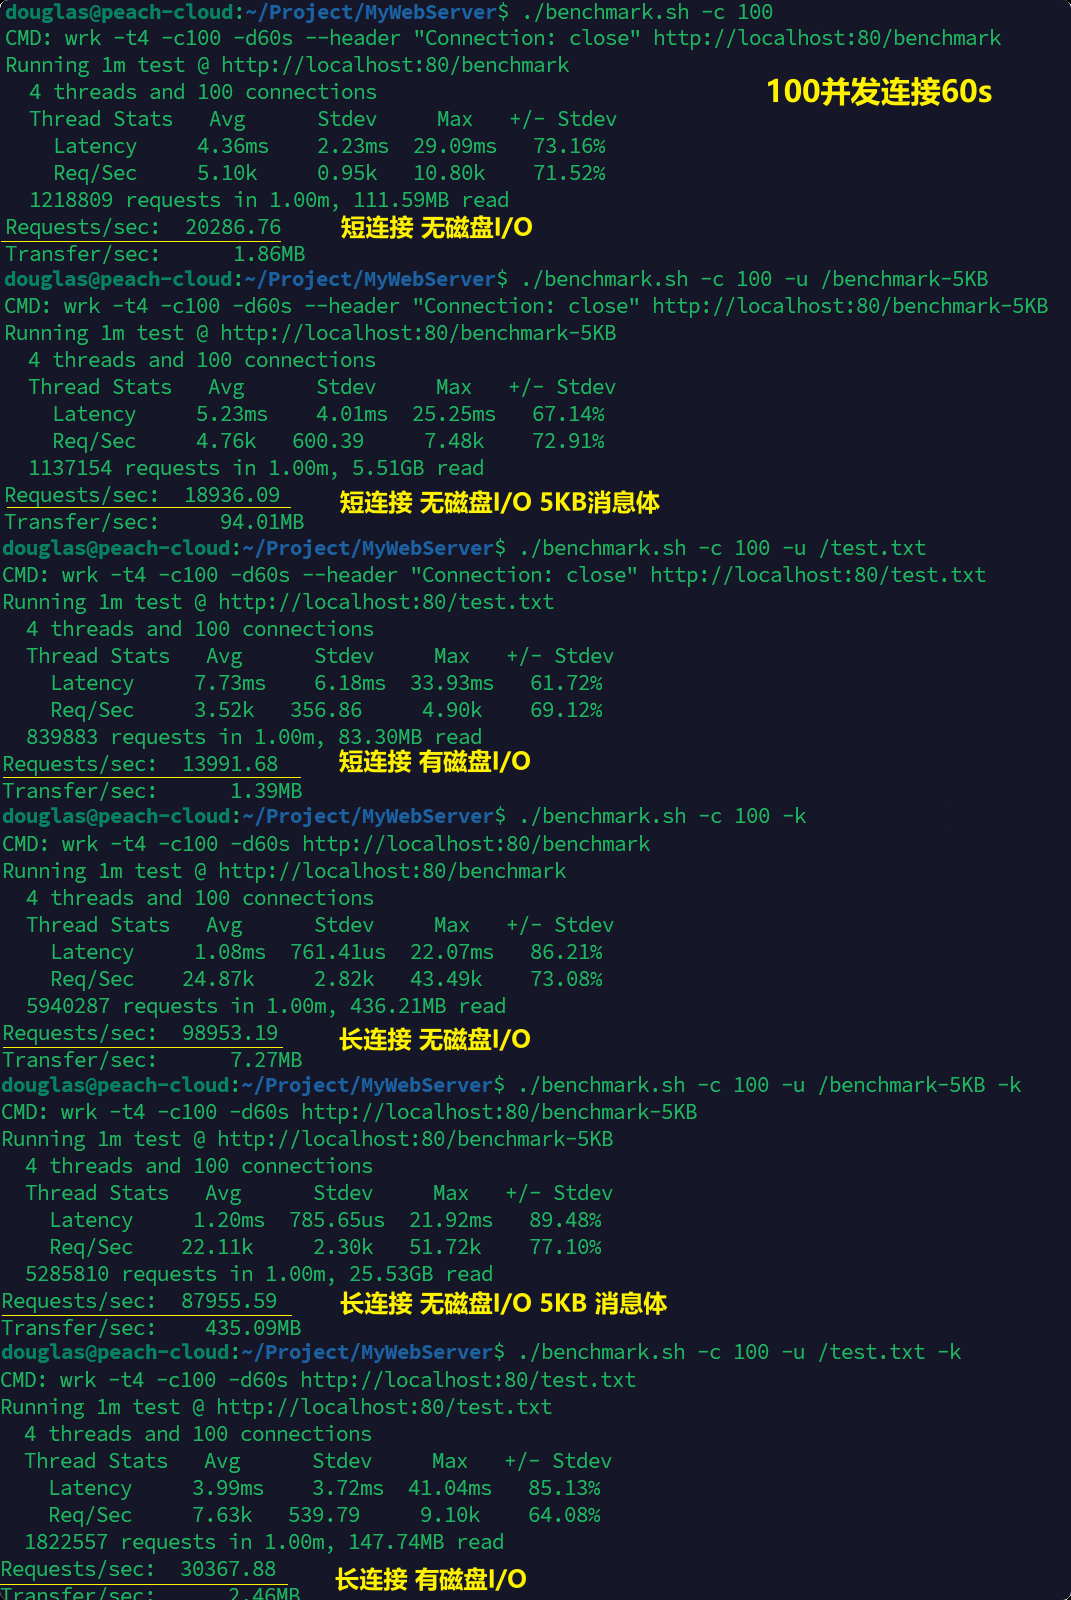 douglas@peach-cloud:~/Project/MyWebServer$ ./benchmark.sh -c 100
CMD: wrk -t4 -c100 -d60s --header "Connection: close" http://localhost:80/benchmark
Running 1m test @ http://localhost:80/benchmark
100并发连接60s
4 threads and 100 connections
Thread Stats Avg Stdev Max +/- Stdev
Latency 4.36ms 2.23ms 29.09ms 73.16%
Req/Sec 5.10k 0.95k 10.80k 71.52%
1218809 requests in 1.00m, 111.59MB read
Requests/sec: 20286.76 短连接 无磁盘I/O
Transfer/sec: 1.86MB
douglas@peach-cloud:~/Project/MyWebServer$ ./benchmark.sh -c 100 -u /benchmark-5KB
CMD: wrk -t4 -c100 -d60s --header "Connection: close" http://localhost:80/benchmark-5KB
Running 1m test @ http://localhost:80/benchmark-5KB
4 threads and 100 connections
Thread Stats Avg Stdev Max +/- Stdev
Latency 5.23ms 4.01ms 25.25ms 67.14%
Req/Sec 4.76k 600.39 7.48k 72.91%
1137154 requests in 1.00m, 5.51GB read
Requests/sec: 18936.09 短连接 无磁盘I/O 5KB消息体
Transfer/sec: 94.01MB
douglas@peach-cloud:~/Project/MyWebServer$ ./benchmark.sh -c 100 -u /test.txt
CMD: wrk -t4 -c100 -d60s --header "Connection: close" http://localhost:80/test.txt
Running 1m test @ http://localhost:80/test.txt
4 threads and 100 connections
Thread Stats Avg Stdev Max +/- Stdev
Latency 7.73ms 6.18ms 33.93ms 61.72%
Req/Sec 3.52k 356.86 4.90k 69.12%
839883 requests in 1.00m, 83.30MB read
Requests/sec: 13991.68 短连接 有磁盘I/O
Transfer/sec: 1.39MB
douglas@peach-cloud:~/Project/MyWebServer$ ./benchmark.sh -c 100 -k
CMD: wrk -t4 -c100 -d60s http://localhost:80/benchmark
Running 1m test @ http://localhost:80/benchmark
4 threads and 100 connections
Thread Stats Avg Stdev Max +/- Stdev
Latency 1.08ms 761.41us 22.07ms 86.21%
Req/Sec 24.87k 2.82k 43.49k 73.08%
5940287 requests in 1.00m, 436.21MB read
Requests/sec: 98953.19 长连接 无磁盘I/O
Transfer/sec: 7.27MB
douglas@peach-cloud:~/Project/MyWebServer$ ./benchmark.sh -c 100 -u /benchmark-5KB -k
CMD: wrk -t4 -c100 -d60s http://localhost:80/benchmark-5KB
Running 1m test @ http://localhost:80/benchmark-5KB
4 threads and 100 connections
Thread Stats Avg Stdev Max +/- Stdev
Latency 1.20ms 785.65us 21.92ms 89.48%
Req/Sec 22.11k 2.30k 51.72k 77.10%
5285810 requests in 1.00m, 25.53GB read
Requests/sec: 87955.59 长连接 无磁盘I/O 5KB 消息体
Transfer/sec: 435.09MB
douglas@peach-cloud:~/Project/MyWebServer$ ./benchmark.sh -c 100 -u /test.txt -k
CMD: wrk -t4 -c100 -d60s http://localhost:80/test.txt
Running 1m test @ http://localhost:80/test.txt
4 threads and 100 connections
Thread Stats Avg Stdev Max +/- Stdev
Latency 3.99ms 3.72ms 41.04ms 85.13%
Req/Sec 7.63k 539.79 9.10k 64.08%
1822557 requests in 1.00m, 147.74MB read
Requests/sec: 30367.88 长连接 有磁盘I/O
Transfer/sec: 2.46MB